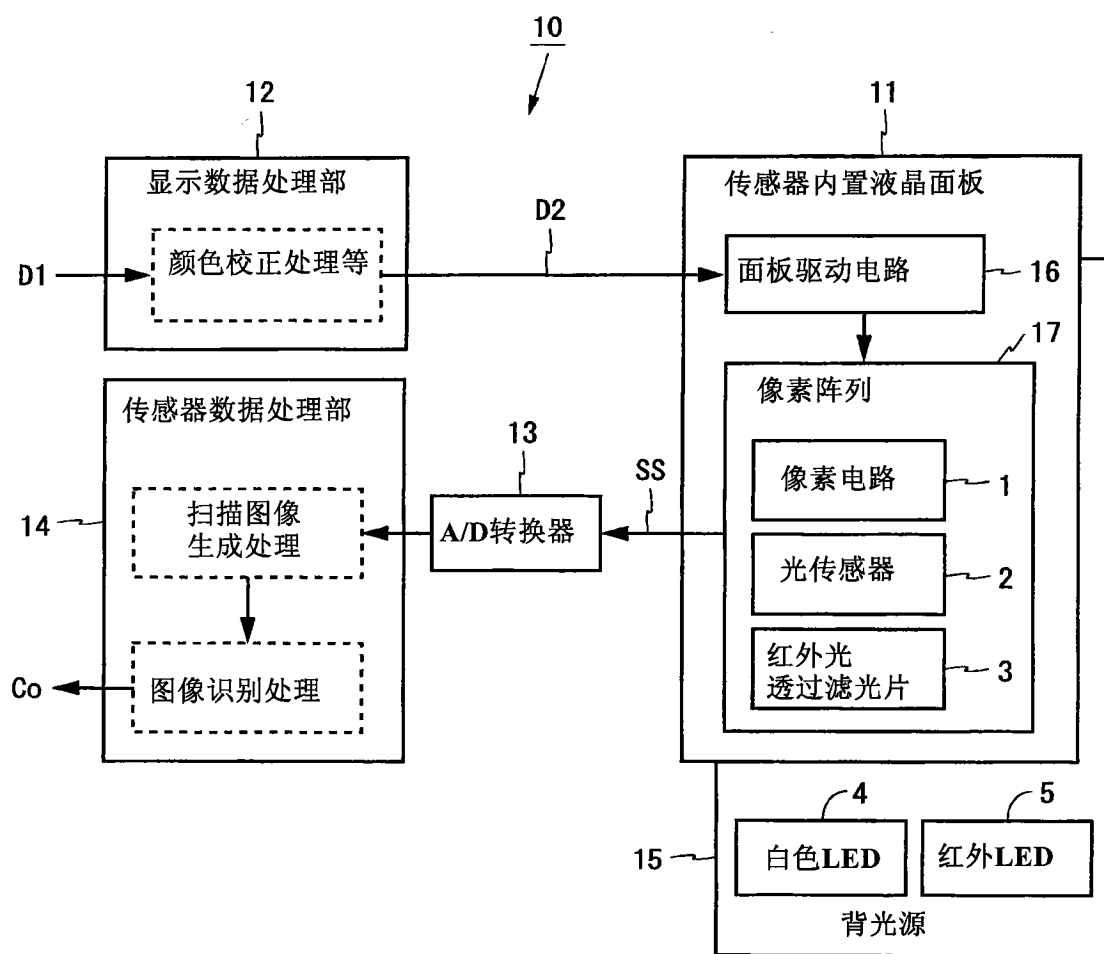 10
12
11
显示数据处理部
传感器内置液晶面板
D2
D1
颜色校正处理等
面板驱动电路
16
17
传感器数据处理部
像素阵列
13
SS
像素电路
1
14
扫描图像
生成处理
A/D转换器
光传感器
2
红外光
透过滤光片
3
Co
图像识别处理
4
5
15
白色LED
红外LED
背光源